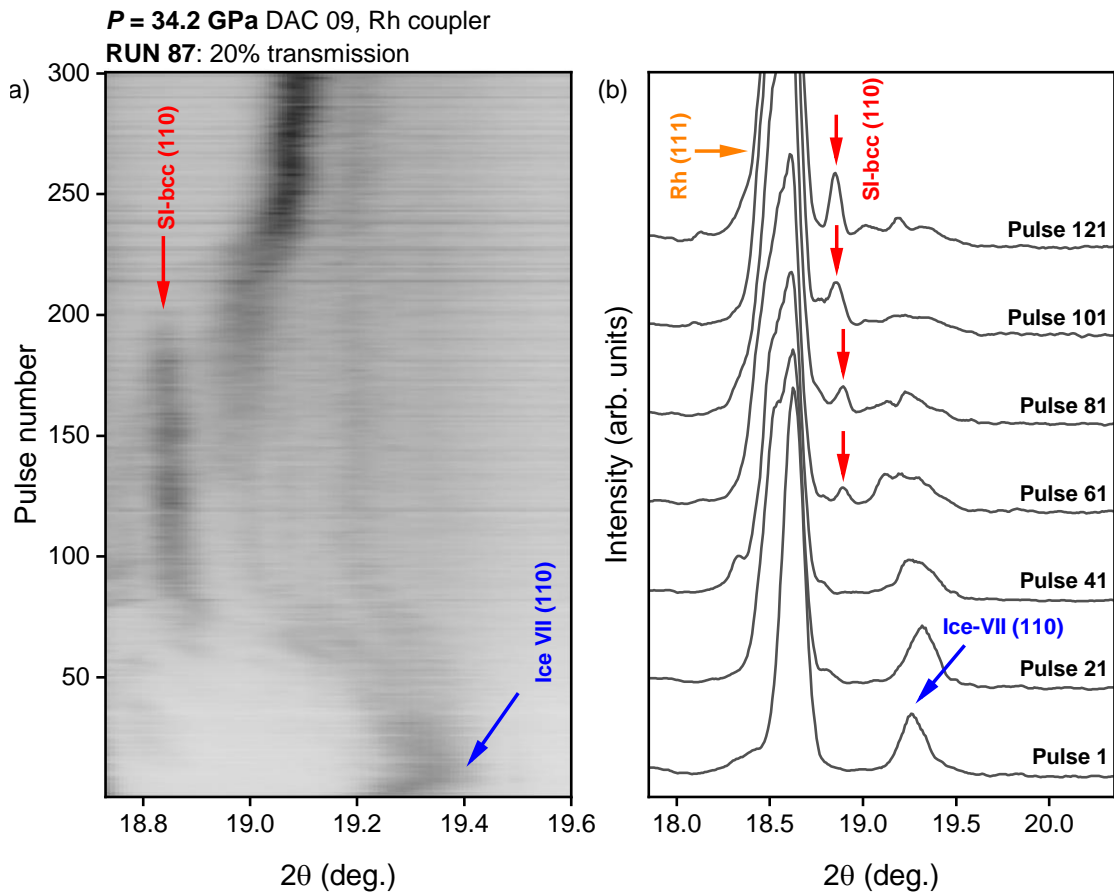 P = 34.2 GPa DAC 09, Rh coupler
RUN 87: 20% transmission
a)
300
250
200
150
100
50
Pulse number
18.8
19.0
19.2
19.4
19.6
2θ (deg.)
SI-bcc (110)
Ice VII (110)
(b)
Rh (111)
SI-bcc (110)
Pulse 121
Pulse 101
Pulse 81
Pulse 61
Pulse 41
Ice-VII (110)
Pulse 21
Pulse 1
Intensity (arb. units)
18.0
18.5
19.0
19.5
20.0
2θ (deg.)